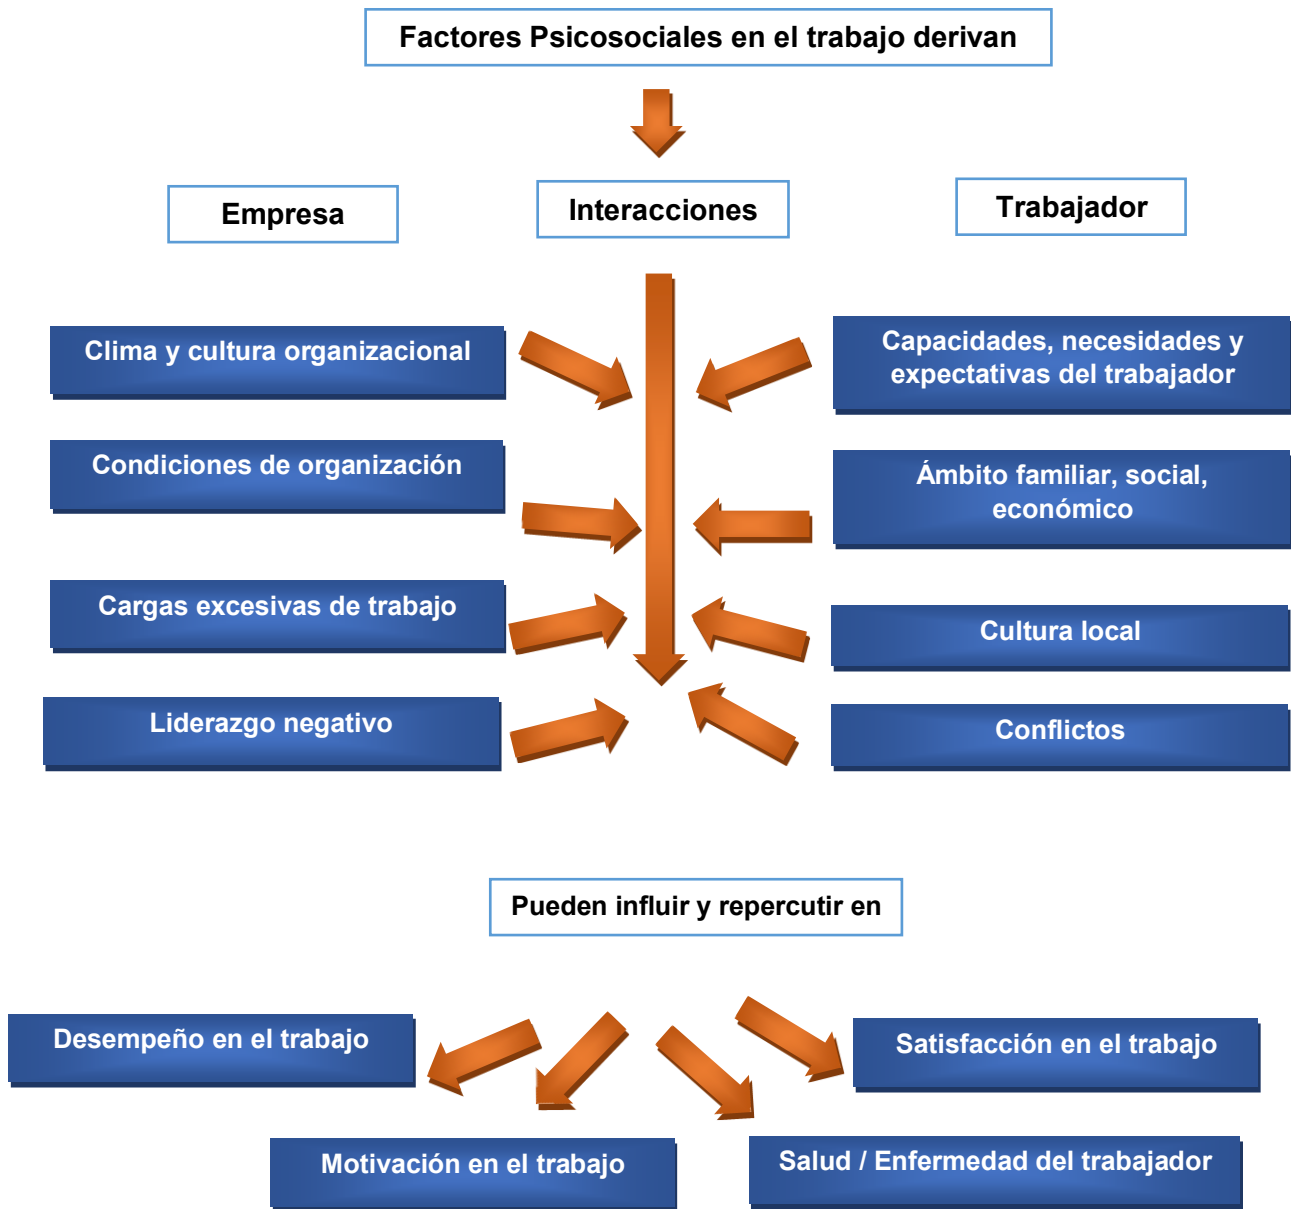 Factores Psicosociales en el trabajo derivan
Empresa
Interacciones
Trabajador
Clima y cultura organizacional
Capacidades, necesidades y
expectativas del trabajador
Condiciones de organización
Ámbito familiar, social,
económico
Cargas excesivas de trabajo
Cultura local
Liderazgo negativo
Conflictos
Pueden influir y repercutir en
Desempeño en el trabajo
Satisfacción en el trabajo
Motivación en el trabajo
Salud / Enfermedad del trabajador